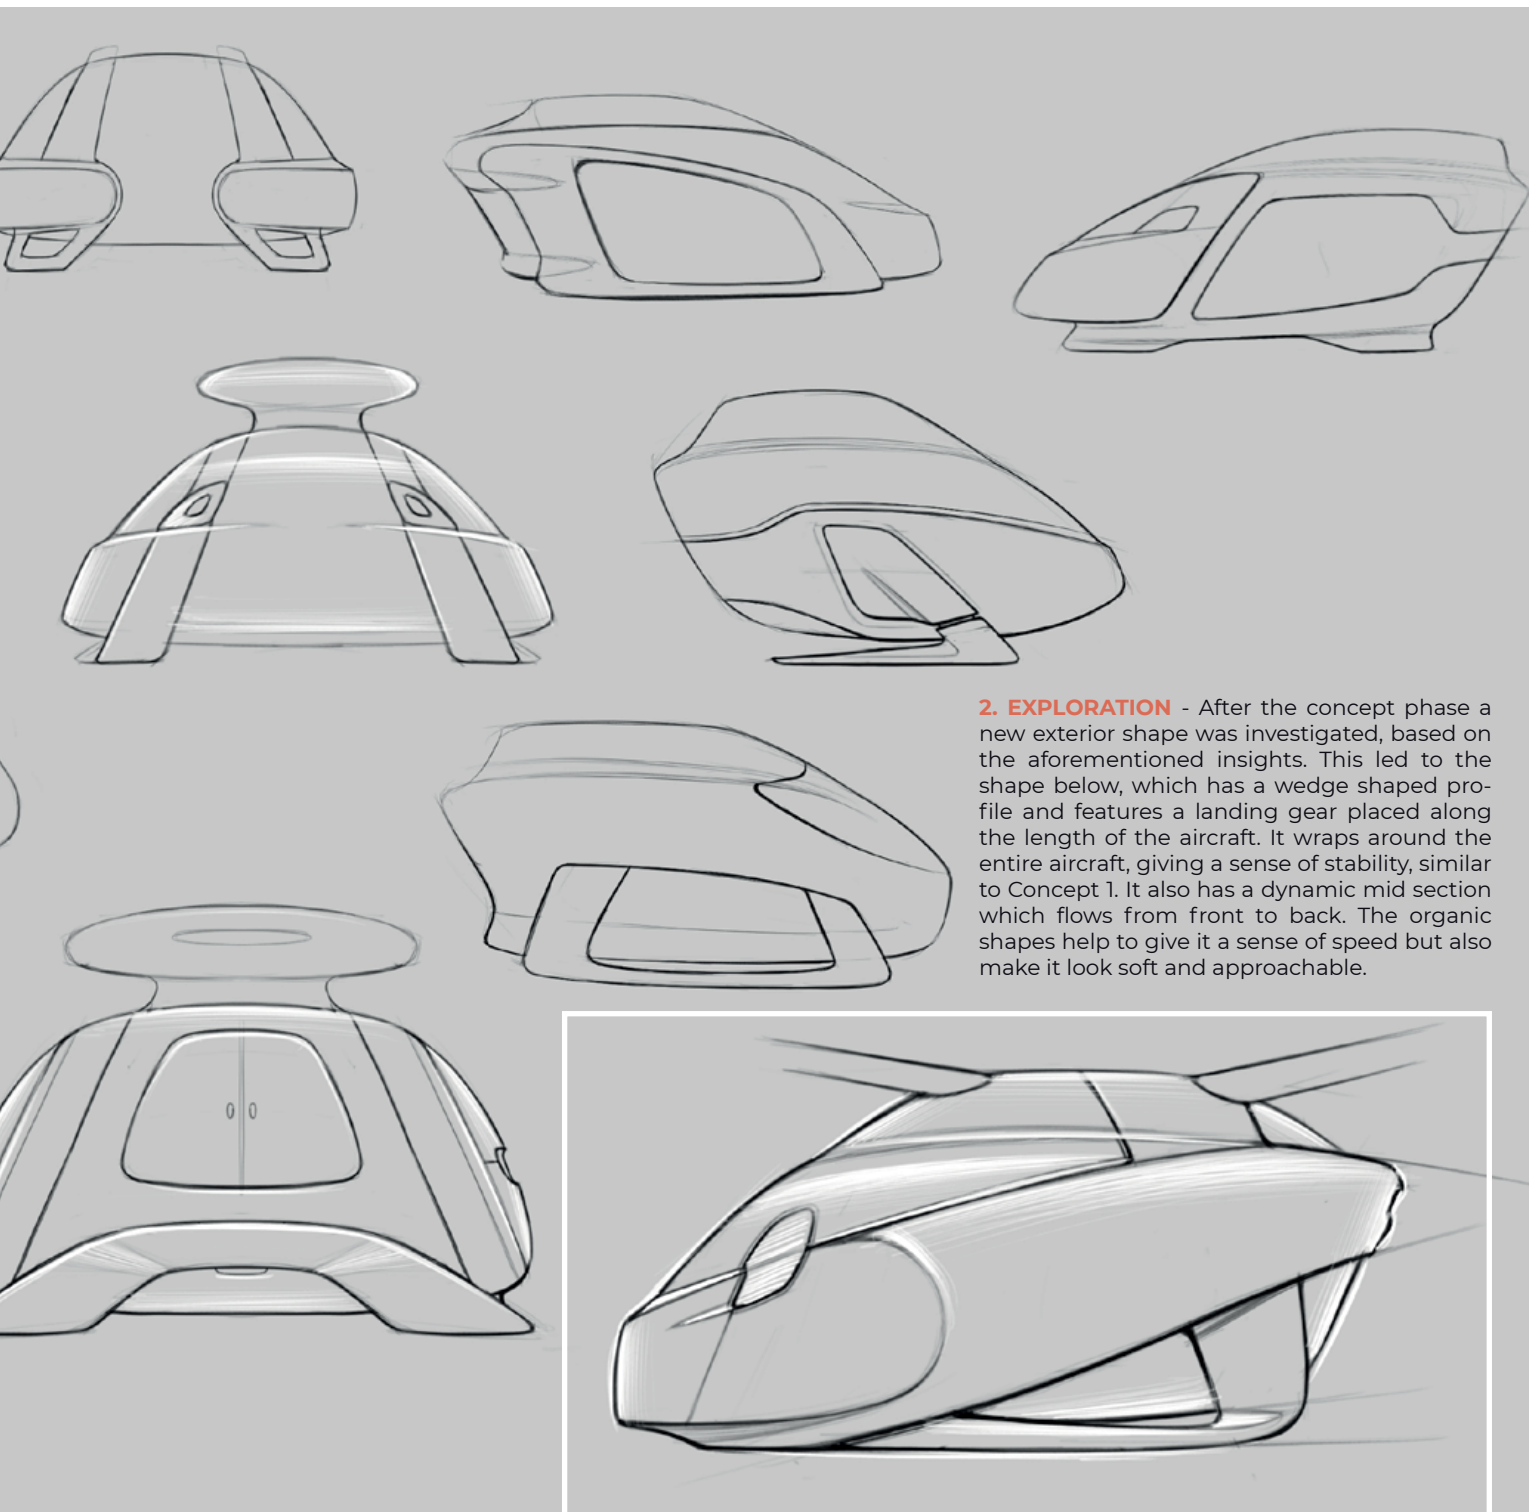 2. EXPLORATION - After the concept phase a
new exterior shape was investigated, based on
the aforementioned insights. This led to the
shape below, which has a wedge shaped pro-
file and features a landing gear placed along
the length of the aircraft. It wraps around the
entire aircraft, giving a sense of stability, similar
to Concept 1. It also has a dynamic mid section
which flows from front to back. The organic
shapes help to give it a sense of speed but also
make it look soft and approachable.